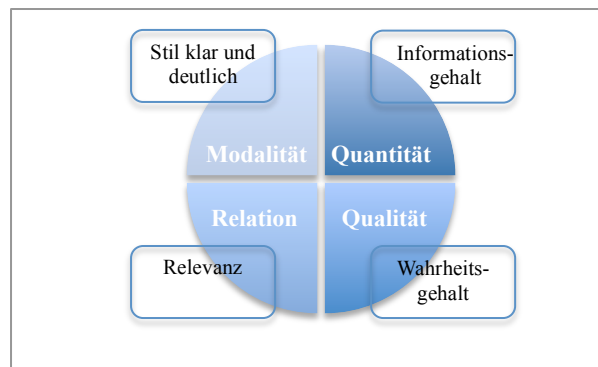 Stil klar und
deutlich
Informations-
gehalt
Modalität
Quantität
Relation
Qualität
Relevanz
Wahrheits-
gehalt